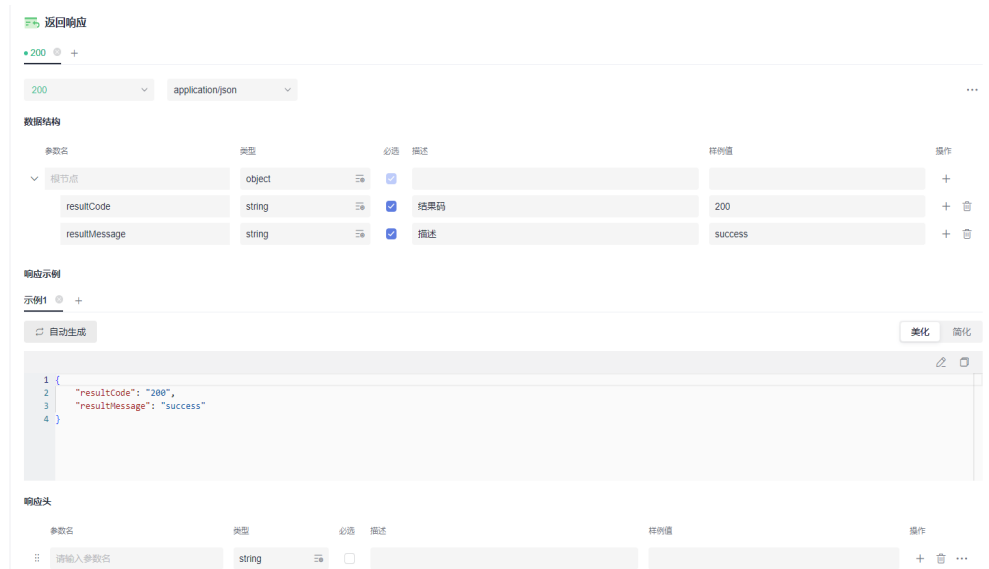 返回响应
200
200 application/json
数据结构
参数名 类型 必选 描述 样例值 操作
根节点 object
resultCode string 结果码 200
resultMessage string 描述 success
响应示例
示例1
自动生成 美化 简化
1 {
2 "resultCode": "200",
3 "resultMessage": "success"
4 }
响应头
参数名 类型 必选 描述 样例值 操作
请输入参数名 string